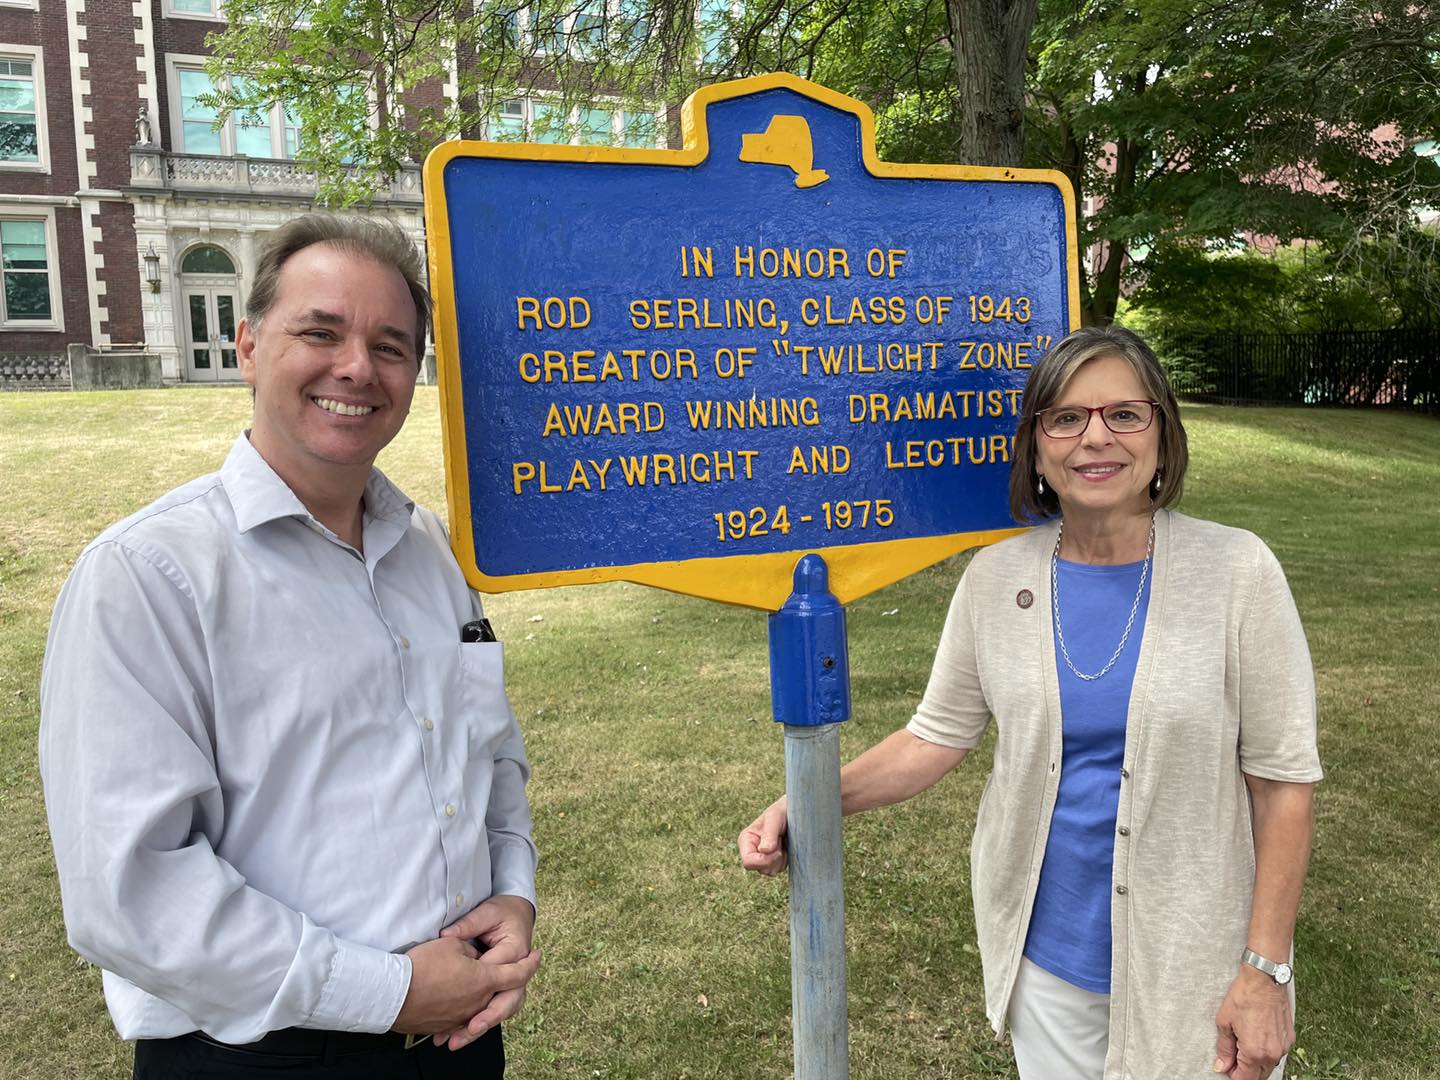 IN HONOR OF
ROD SERLING, CLASS OF 1943
CREATOR OF "TWILIGHT ZONE"
AWARD WINNING DRAMATIST
PLAYWRIGHT AND
1924 - 1975